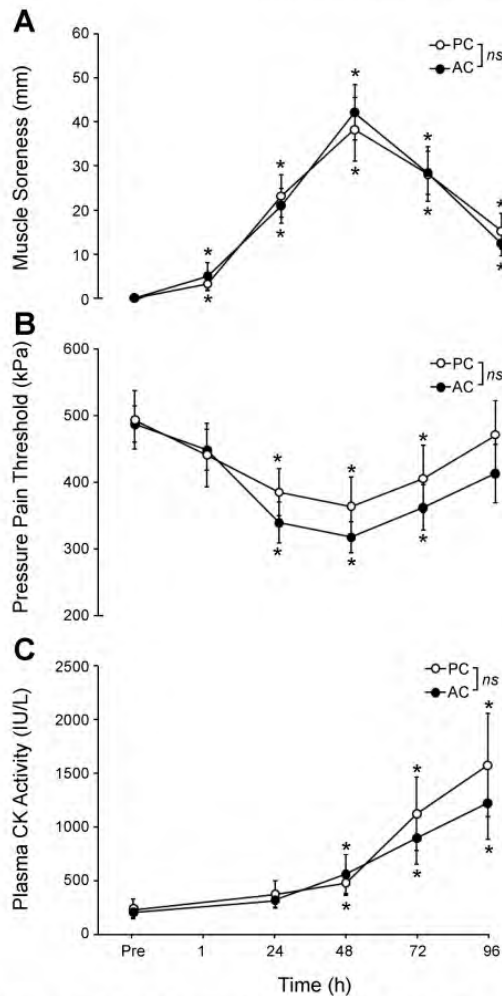 A
PC
AC
ns
Muscle Soreness (mm)
60
50
40
30
20
10
0
* * * * *
* * * * *
B
PC
AC
ns
Pressure Pain Threshold (kPa)
600
500
400
300
200
* * *
* * *
C
PC
AC
ns
Plasma CK Activity (IU/L)
2500
2000
1500
1000
500
0
* * *
* * *
Pre 1 24 48 72 96
Time (h)